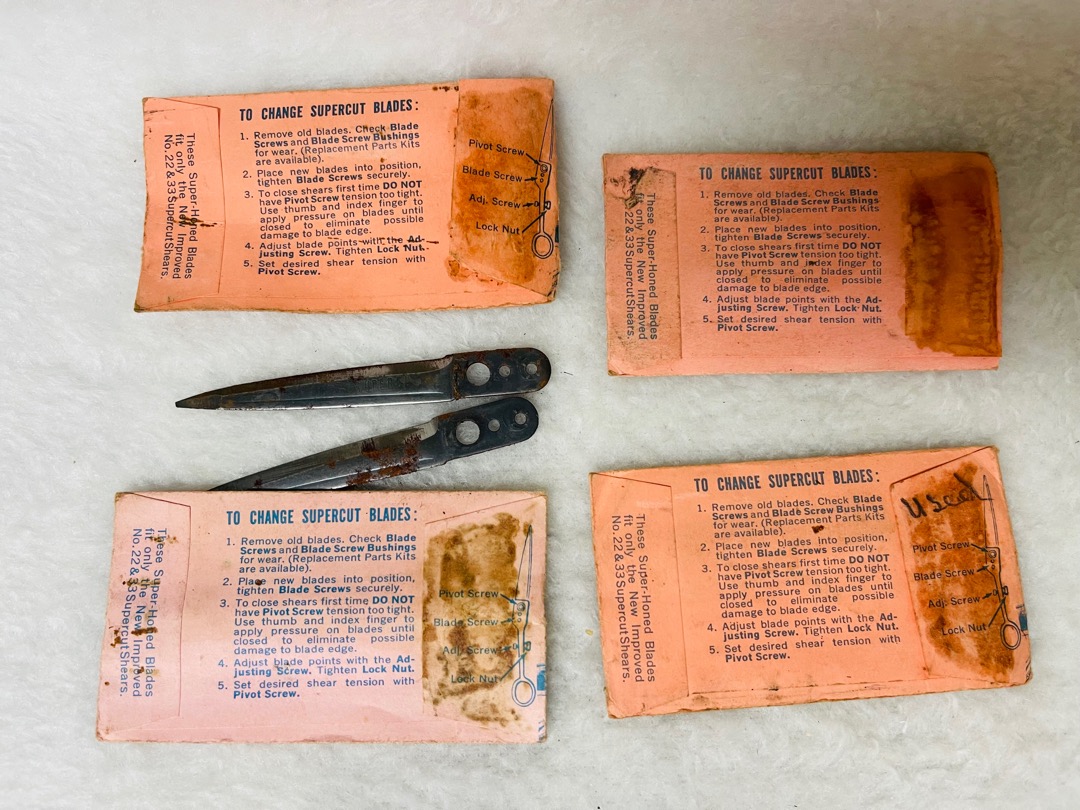 TO CHANGE SUPERCUT BLADES:
1. Remove old blades. Check Blade
Screws and Blade Screw Bushings
for wear. (Replacement Parts Kits
are available).
2. Place new blades into position,
tighten Blade Screws securely.
3. To close shears first time DO NOT
have Pivot Screw tension too tight.
Use thumb and index finger to
apply pressure on blades until
closed to eliminate possible
damage to blade edge.
4. Adjust blade points with the Ad-
justing Screw. Tighten Lock Nut.
5. Set desired shear tension with
Pivot Screw.
Pivot Screw
Blade Screw
Adj. Screw
Lock Nut
These Super-Honed Blades
fit only the New Improved
No. 22 & 33 Supercut Shears.
TO CHANGE SUPERCUT BLADES:
1. Remove old blades. Check Blade
Screws and Blade Screw Bushings
for wear. (Replacement Parts Kits
are available).
2. Place new blades into position,
tighten Blade Screws securely.
3. To close shears first time DO NOT
have Pivot Screw tension too tight.
Use thumb and index finger to
apply pressure on blades until
closed to eliminate possible
damage to blade edge.
4. Adjust blade points with the Ad-
justing Screw. Tighten Lock Nut.
5. Set desired shear tension with
Pivot Screw.
These Super-Honed Blades
fit only the New Improved
22 & 33 Supercut Shears.
TO CHANGE SUPERCUT BLADES:
1. Remove old blades. Check Blade
Screws and Blade Screw Bushings
for wear. (Replacement Parts Kits
are available).
2. Place new blades into position,
tighten Blade Screws securely.
3. To close shears first time DO NOT
have Pivot Screw tension too tight.
Use thumb and index finger to
apply pressure on blades until
closed to eliminate possible
damage to blade edge.
4. Adjust blade points with the Ad-
justing Screw. Tighten Lock Nut.
5. Set desired shear tension with
Pivot Screw.
Pivot Screw
Blade Screw
Adj. Screw
Lock Nut
These Super-Honed Blades
fit only the New Improved
No. 22 & 33 Supercut Shears.
TO CHANGE SUPERCUT BLADES:
1. Remove old blades. Check Blade
Screws and Blade Screw Bushings
for wear. (Replacement Parts Kits
are available).
2. Place new blades into position,
tighten Blade Screws securely.
3. To close shears first time DO NOT
have Pivot Screw tension too tight.
Use thumb and index finger to
apply pressure on blades until
closed to eliminate possible
damage to blade edge.
4. Adjust blade points with the Ad-
justing Screw. Tighten Lock Nut.
5. Set desired shear tension with
Pivot Screw.
Used
Pivot Screw
Blade Screw
Adj. Screw
Lock Nut
These Super-Honed Blades
fit only the New Improved
No. 22 & 33 Supercut Shears.